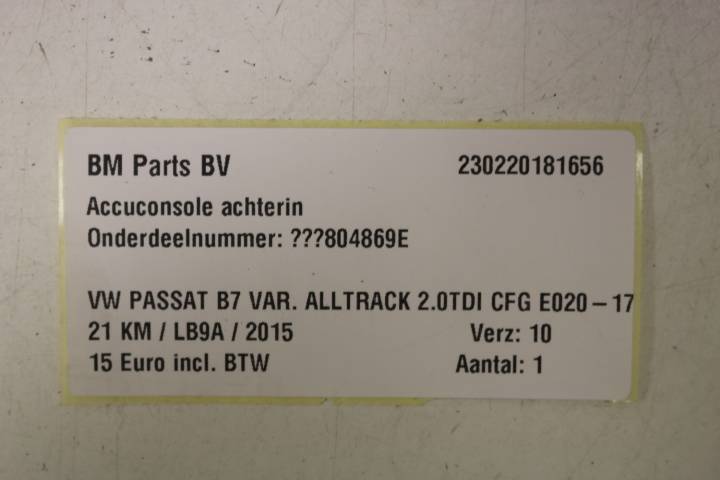 BM Parts BV 230220181656
Accuconsole achterin
Onderdeelnummer: ???804869E
VW PASSAT B7 VAR. ALLTRACK 2.0TDI CFG E020-17
21 KM / LB9A / 2015 Verz: 10
15 Euro incl. BTW Aantal: 1